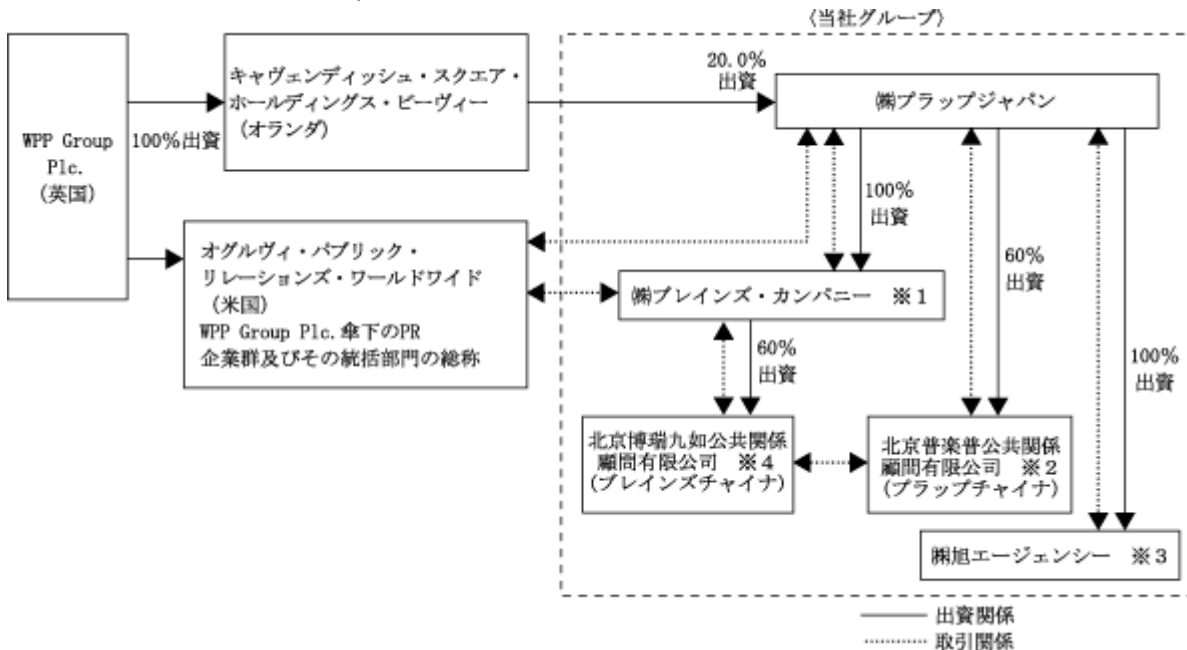 〈当社グループ〉
WPP Group
Plc.
(英国)
100%出資
キャヴェンディッシュ・スクエア・
ホールディングス・ビーヴィー
(オランダ)
20.0%
出資
㈱プラップジャパン
オグルヴィ・パブリック・
リレーションズ・ワールドワイド
(米国)
WPP Group Plc.傘下のPR
企業群及びその統括部門の総称
100%
出資
㈱ブレインズ・カンパニー ※1
60%
出資
60%
出資
100%
出資
北京博瑞九如公共関係
顧問有限公司 ※4
(ブレインズチャイナ)
北京普楽普公共関係
顧問有限公司 ※2
(プラップチャイナ)
㈱旭エージェンシー ※3
出資関係
取引関係